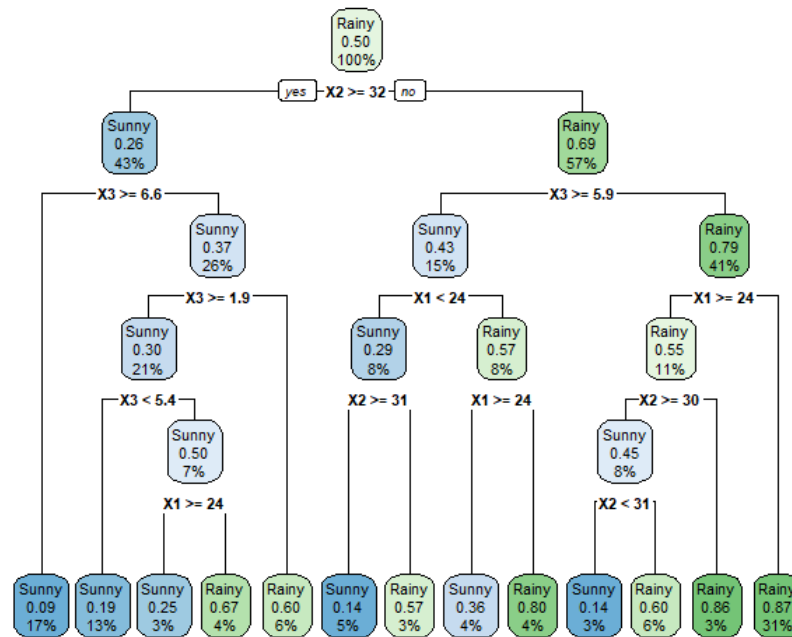 Rainy
0.50
100%
yes X2 >= 32 no
Sunny
0.26
43%
Rainy
0.69
57%
X3 >= 6.6
X3 >= 5.9
Sunny
0.37
26%
Sunny
0.43
15%
Rainy
0.79
41%
X3 >= 1.9
X1 < 24
X1 >= 24
Sunny
0.30
21%
Sunny
0.29
8%
Rainy
0.57
8%
Rainy
0.55
11%
X3 < 5.4
X2 >= 31
X1 >= 24
X2 >= 30
Sunny
0.50
7%
Sunny
0.45
8%
X1 >= 24
X2 < 31
Sunny
0.09
17%
Sunny
0.19
13%
Sunny
0.25
3%
Rainy
0.67
4%
Rainy
0.60
6%
Sunny
0.14
5%
Rainy
0.57
3%
Sunny
0.36
4%
Rainy
0.80
4%
Sunny
0.14
3%
Rainy
0.60
6%
Rainy
0.86
3%
Rainy
0.87
31%